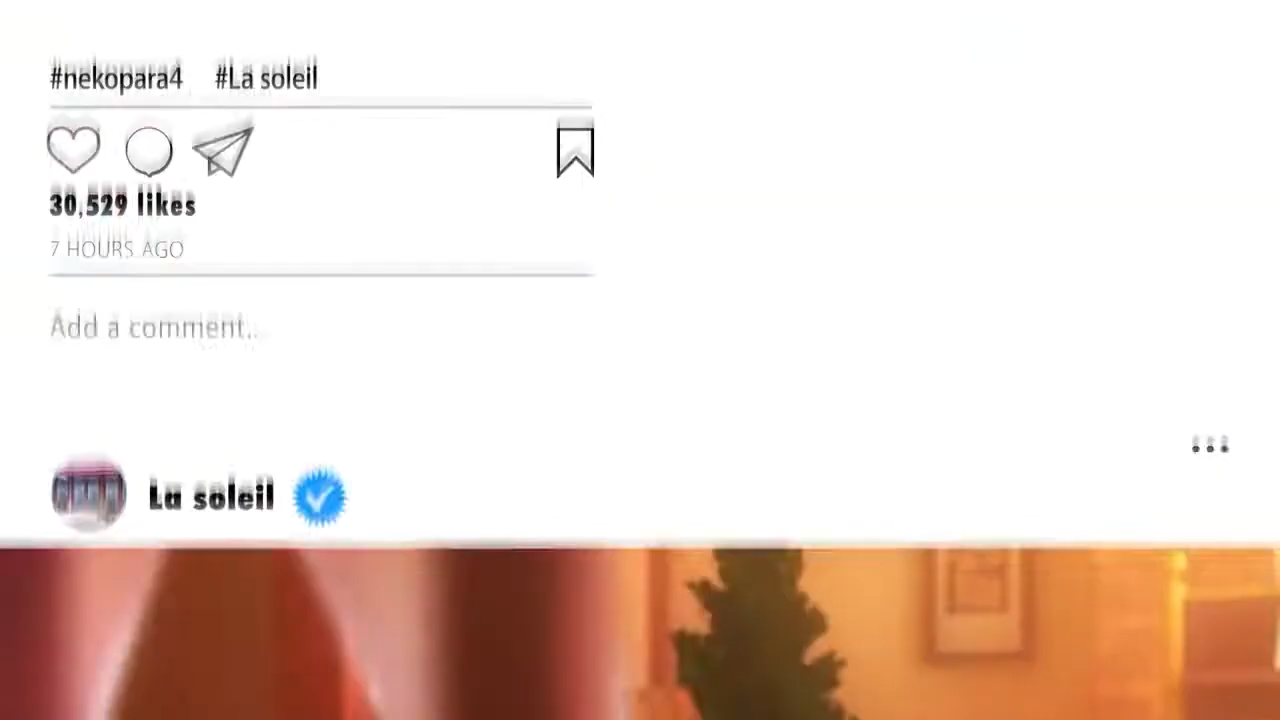 #nekopara4 #La soleil
30,529 likes
7 HOURS AGO
Add a comment...
La soleil